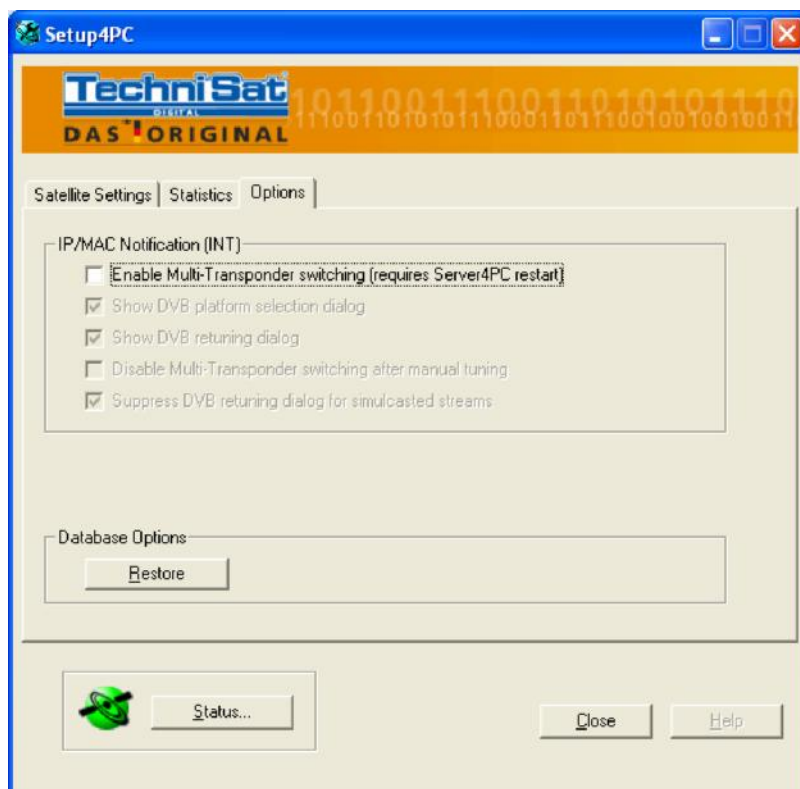 Setup4PC
TechniSat
DIGITAL
DAS ORIGINAL
Satellite Settings
Statistics
Options
IP/MAC Notification (INT)
Enable Multi-Transponder switching (requires Server4PC restart)
Show DVB platform selection dialog
Show DVB retuning dialog
Disable Multi-Transponder switching after manual tuning
Suppress DVB retuning dialog for simulcasted streams
Database Options
Restore
Status...
Close
Help